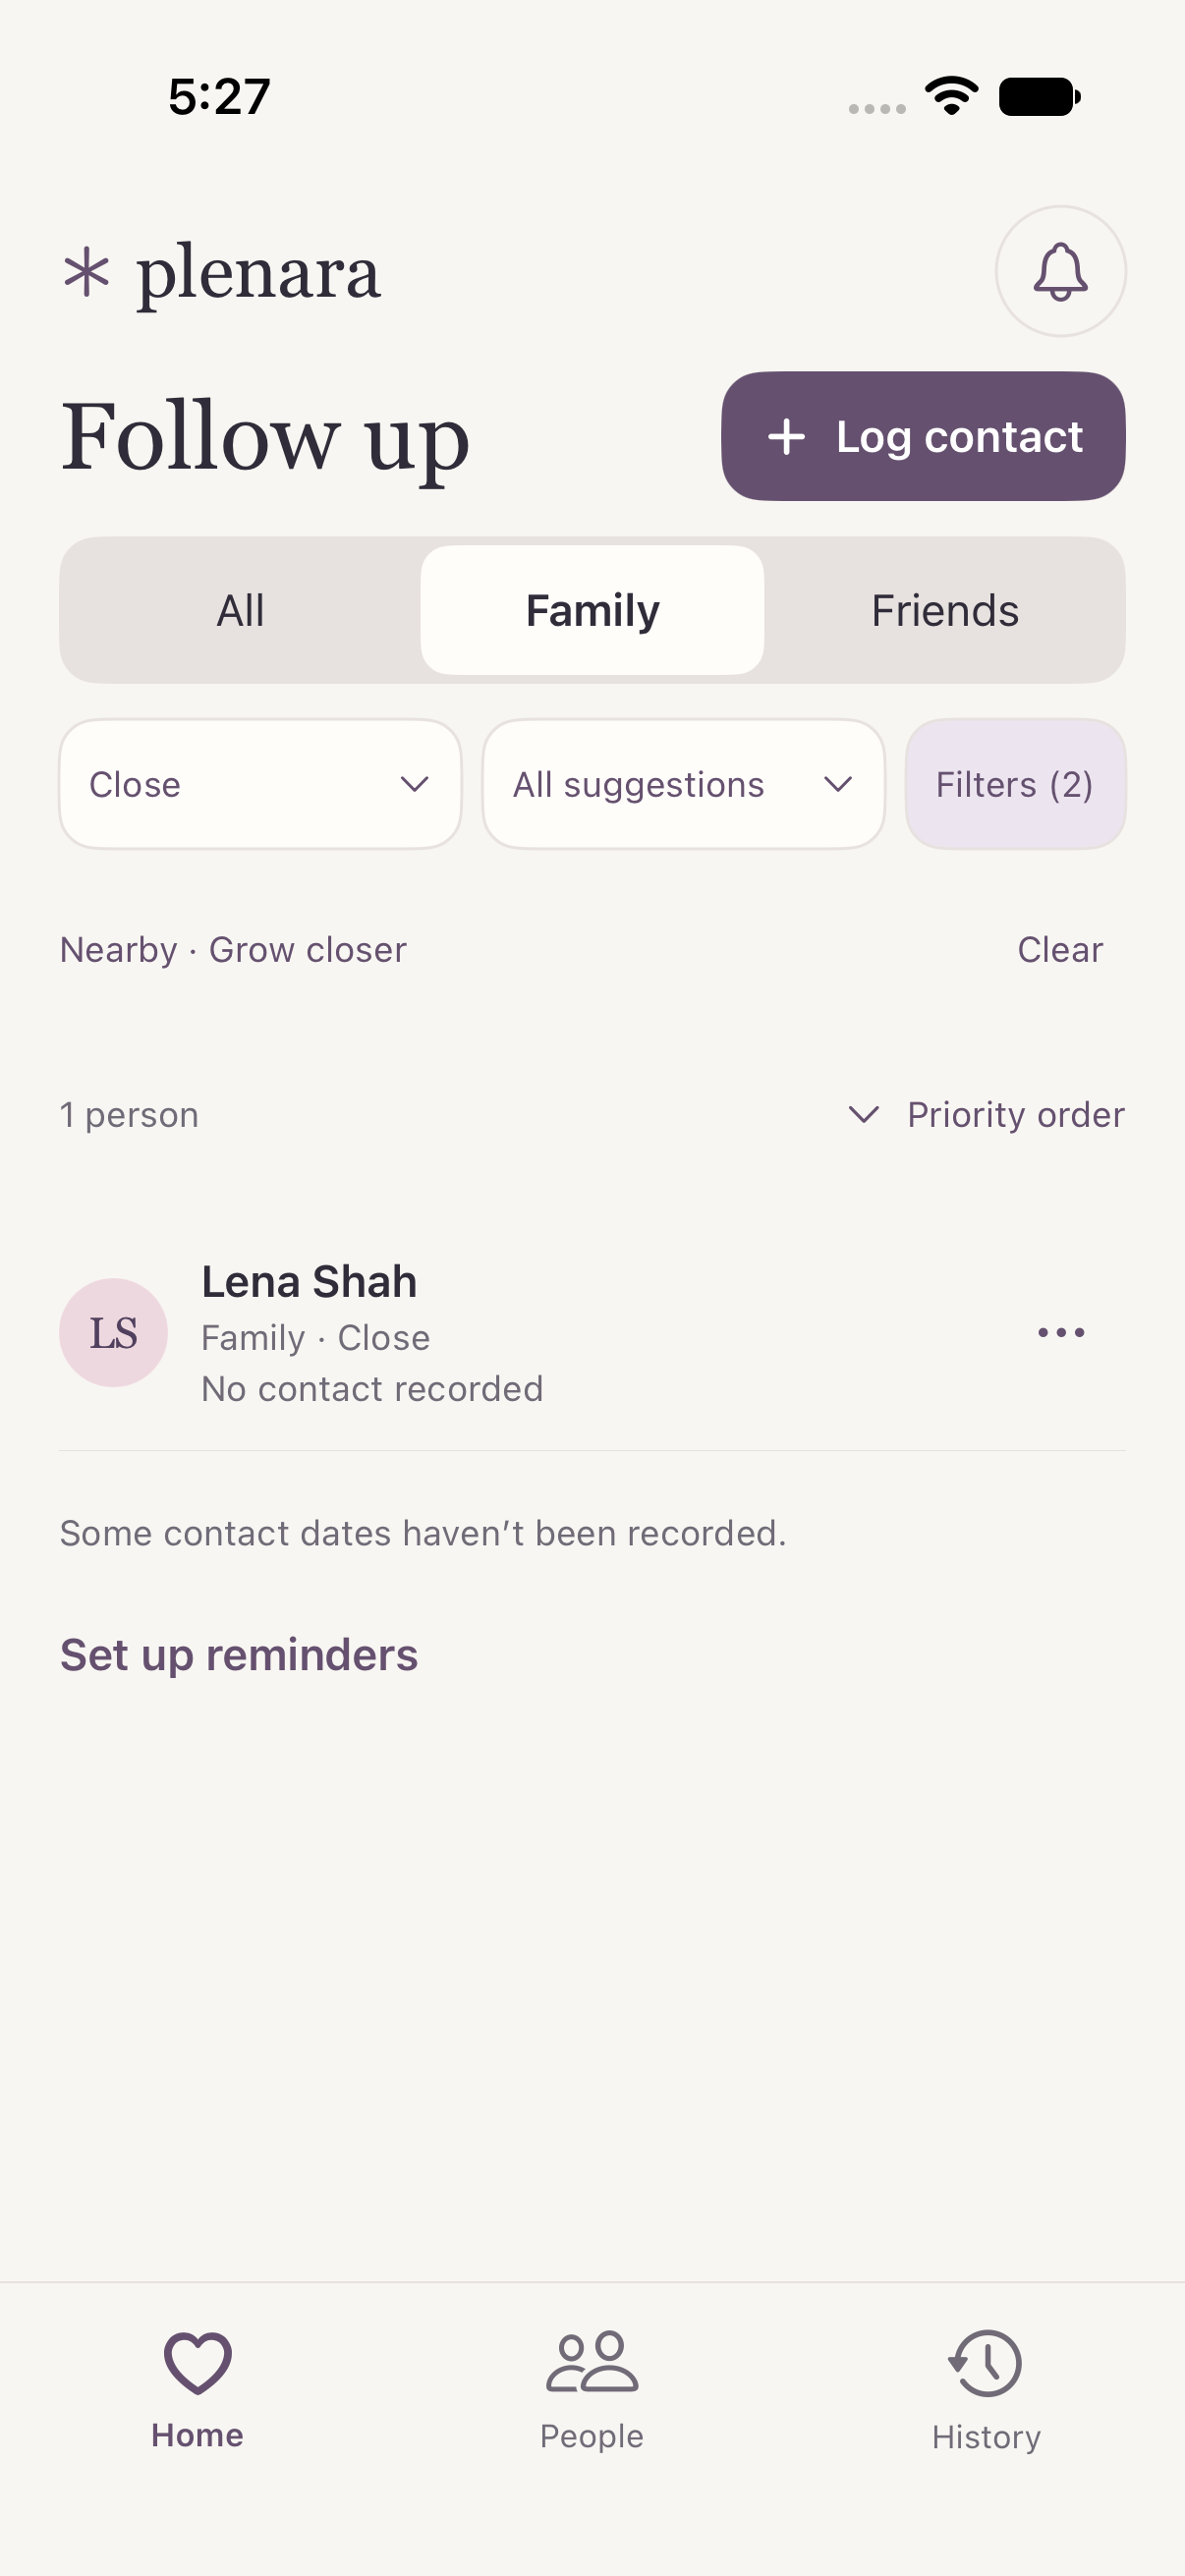 5:27
plenara
Follow up
+ Log contact
All
Family
Friends
Close
All suggestions
Filters (2)
Nearby · Grow closer
Clear
1 person
Priority order
LS
Lena Shah
Family · Close
No contact recorded
Some contact dates haven’t been recorded.
Set up reminders
Home
People
History